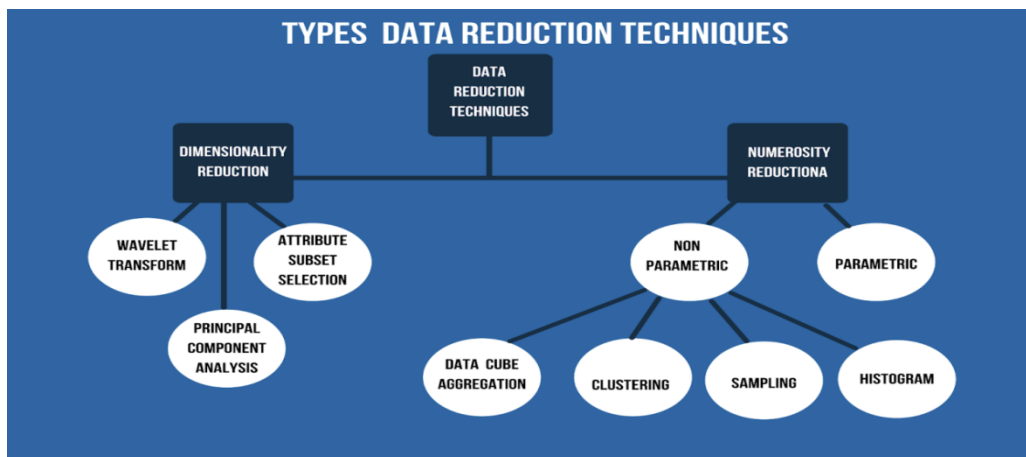 TYPES DATA REDUCTION TECHNIQUES
DATA
REDUCTION
TECHNIQUES
DIMENSIONALITY
REDUCTION
NUMEROSITY
REDUCTIONA
WAVELET
TRANSFORM
ATTRIBUTE
SUBSET
SELECTION
PRINCIPAL
COMPONENT
ANALYSIS
NON
PARAMETRIC
PARAMETRIC
DATA CUBE
AGGREGATION
CLUSTERING
SAMPLING
HISTOGRAM